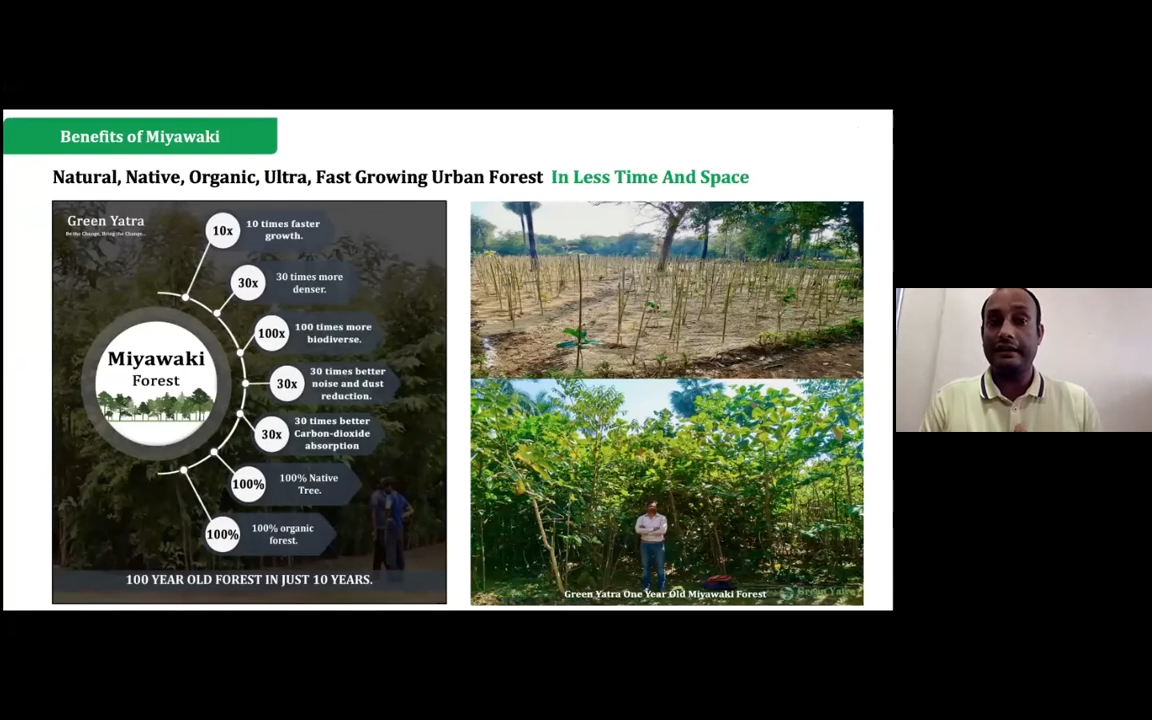 Benefits of Miyawaki
Natural, Native, Organic, Ultra, Fast Growing Urban Forest In Less Time And Space
Green Yatra
Be the Change, Bring the Change...
10x
10 times faster
growth.
30x
30 times more
denser.
100x
100 times more
biodiverse.
30x
30 times better
noise and dust
reduction.
30x
30 times better
Carbon-dioxide
absorption
100%
100% Native
Tree.
100%
100% organic
forest.
Miyawaki
Forest
100 YEAR OLD FOREST IN JUST 10 YEARS.
Green Yatra One Year Old Miyawaki Forest
Green Yatra